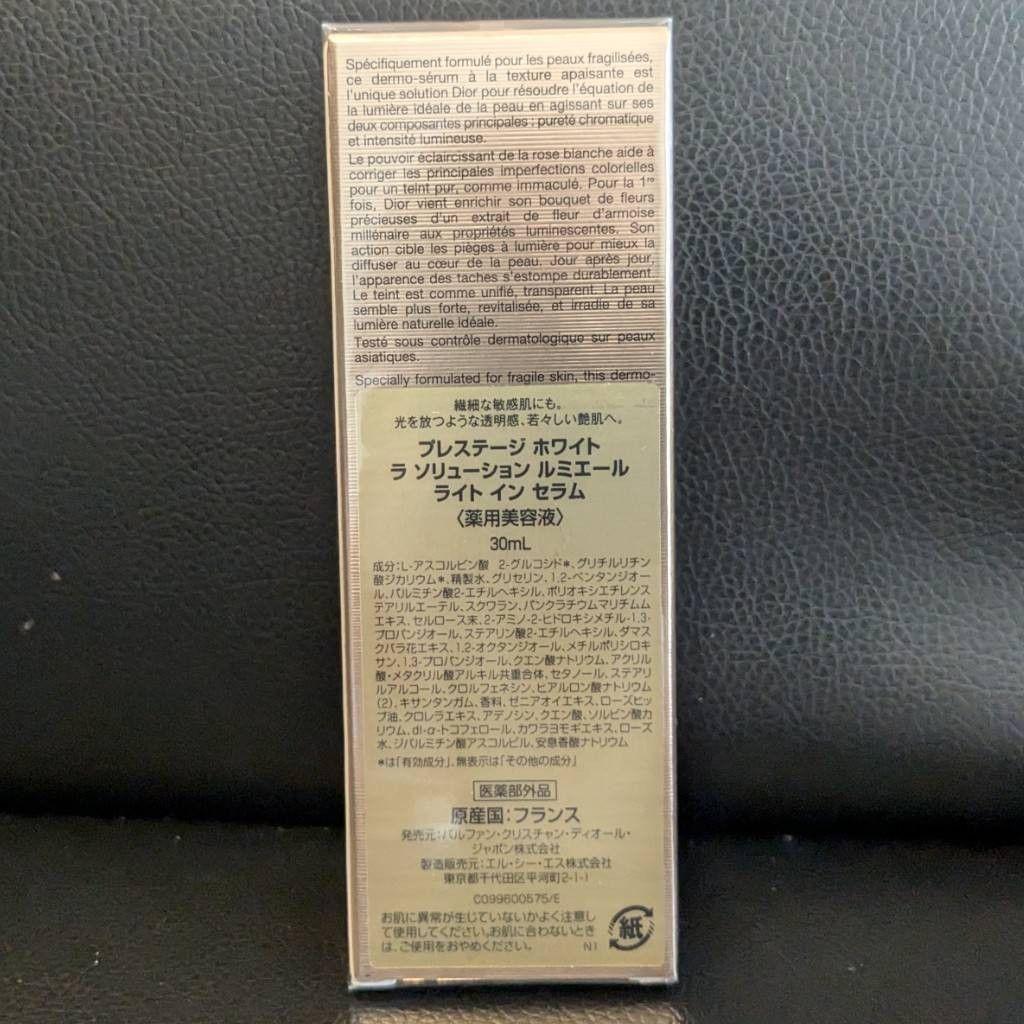 Spécifiquement formulé pour les peaux fragilisées,
ce dermo-sérum à la texture apaisante est
l'unique solution Dior pour résoudre l'équation de
la lumière idéale de la peau en agissant sur ses
deux composantes principales : pureté chromatique
et intensité lumineuse.
Le pouvoir éclaircissant de la rose blanche aide à
corriger les principales imperfections colorielles
pour un teint pur, comme immaculé. Pour la 1re
fois, Dior vient enrichir son bouquet de fleurs
précieuses d'un extrait de fleur d'armoise
millénaire aux propriétés luminescentes. Son
action cible les pièges à lumière pour mieux la
diffuser au cœur de la peau. Jour après jour,
l'apparence des taches s'estompe durablement.
Le teint est comme unifié, transparent. La peau
semble plus forte, revitalisée, et irradie de sa
lumière naturelle idéale.
Testé sous contrôle dermatologique sur peaux
asiatiques.
Specially formulated for fragile skin, this dermo-
繊細な敏感肌にも。
光を放つような透明感、若々しい艶肌へ。
プレステージ ホワイト
ラ ソリューション ルミエール
ライト イン セラム
〈薬用美容液〉
30mL
成分:L-アスコルビン酸 2-グルコシド*、グリチルリチン
酸ジカリウム*、精製水、グリセリン、1,2-ペンタンジオー
ル、パルミチン酸2-エチルヘキシル、ポリオキシエチレンス
テアリルエーテル、スクワラン、パンクラチウムマリチムム
エキス、セルロース末、2-アミノ-2-ヒドロキシメチル-1,3-
プロパンジオール、ステアリン酸2-エチルヘキシル、ダマス
クバラ花エキス、1,2-オクタンジオール、メチルポリシロキ
サン、1,3-プロパンジオール、クエン酸ナトリウム、アクリル
酸・メタクリル酸アルキル共重合体、セタノール、ステアリ
ルアルコール、クロルフェネシン、ヒアルロン酸ナトリウム
(2)、キサンタンガム、香料、ゼニアオイエキス、ローズヒッ
プ油、クロレラエキス、アデノシン、クエン酸、ソルビン酸カ
リウム、dl-α-トコフェロール、カワラヨモギエキス、ローズ
水、ジパルミチン酸アスコルビル、安息香酸ナトリウム
*は「有効成分」、無表示は「その他の成分」
医薬部外品
原産国:フランス
発売元:パルファン・クリスチャン・ディオール・
ジャポン株式会社
製造販売元:エル・シー・エス株式会社
東京都千代田区平河町2-1-1
C099600575/E
お肌に異常が生じていないかよく注意し
て使用してください。お肌に合わないとき
は、ご使用をおやめください。
N1
紙